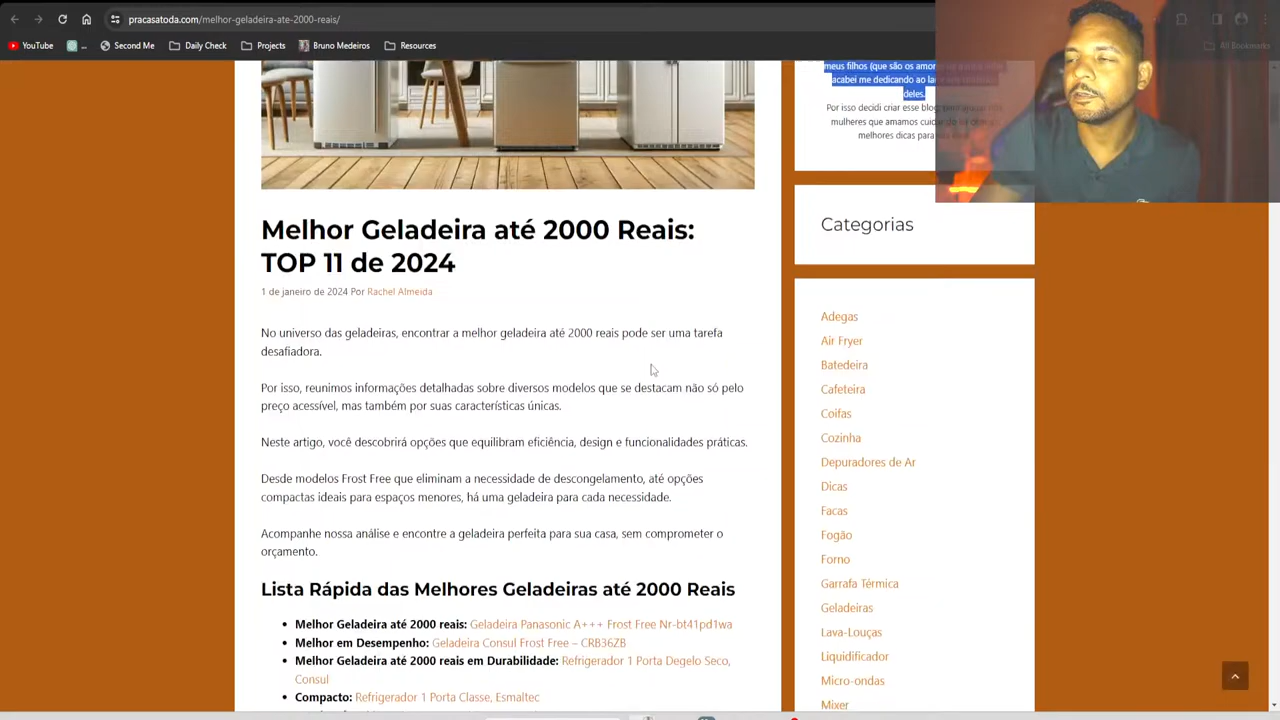 pracasatoda.com/melhor-geladeira-ate-2000-reais/
YouTube
...
Second Me
Daily Check
Projects
Bruno Medeiros
Resources
All Bookmarks
meus filhos (que são os amores
acabei me dedicando ao la
deles.
Por isso decidi criar esse blog
mulheres que amamos cuidar
melhores dicas para
Melhor Geladeira até 2000 Reais:
TOP 11 de 2024
1 de janeiro de 2024 Por Rachel Almeida
No universo das geladeiras, encontrar a melhor geladeira até 2000 reais pode ser uma tarefa
desafiadora.
Por isso, reunimos informações detalhadas sobre diversos modelos que se destacam não só pelo
preço acessível, mas também por suas características únicas.
Neste artigo, você descobrirá opções que equilibram eficiência, design e funcionalidades práticas.
Desde modelos Frost Free que eliminam a necessidade de descongelamento, até opções
compactas ideais para espaços menores, há uma geladeira para cada necessidade.
Acompanhe nossa análise e encontre a geladeira perfeita para sua casa, sem comprometer o
orçamento.
Lista Rápida das Melhores Geladeiras até 2000 Reais
Melhor Geladeira até 2000 reais: Geladeira Panasonic A+++ Frost Free Nr-bt41pd1wa
Melhor em Desempenho: Geladeira Consul Frost Free – CRB36ZB
Melhor Geladeira até 2000 reais em Durabilidade: Refrigerador 1 Porta Degelo Seco,
Consul
Compacto: Refrigerador 1 Porta Classe, Esmaltec
Categorias
Adegas
Air Fryer
Batedeira
Cafeteira
Coifas
Cozinha
Depuradores de Ar
Dicas
Facas
Fogão
Forno
Garrafa Térmica
Geladeiras
Lava-Louças
Liquidificador
Micro-ondas
Mixer